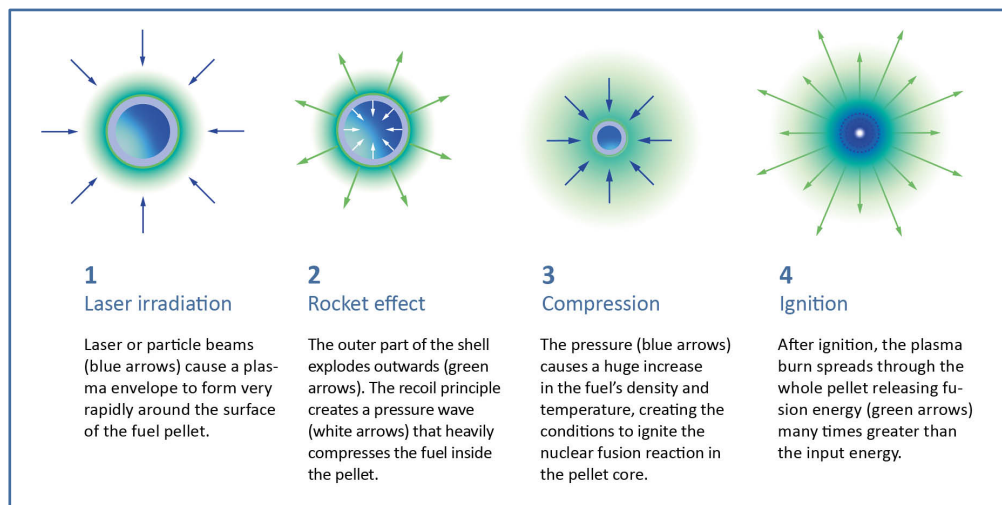 1
Laser irradiation
Laser or particle beams
(blue arrows) cause a plas-
ma envelope to form very
rapidly around the surface
of the fuel pellet.
2
Rocket effect
The outer part of the shell
explodes outwards (green
arrows). The recoil principle
creates a pressure wave
(white arrows) that heavily
compresses the fuel inside
the pellet.
3
Compression
The pressure (blue arrows)
causes a huge increase
in the fuel’s density and
temperature, creating the
conditions to ignite the
nuclear fusion reaction in
the pellet core.
4
Ignition
After ignition, the plasma
burn spreads through the
whole pellet releasing fu-
sion energy (green arrows)
many times greater than
the input energy.